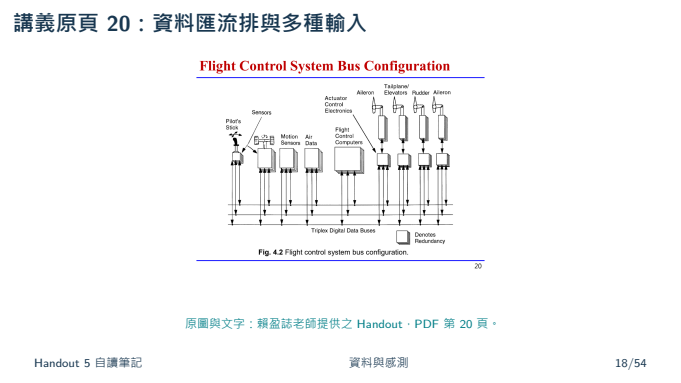 講義原頁 20：資料匯流排與多種輸入
Flight Control System Bus Configuration
Tailplane/
Aileron Elevators Rudder Aileron
Actuator
Control
Electronics
Sensors
Pilot's
Stick
Motion
Sensors
Air
Data
Flight
Control
Computers
Triplex Digital Data Buses
Denotes
Redundancy
Fig. 4.2 Flight control system bus configuration.
20
原圖與文字：賴盈誌老師提供之 Handout，PDF 第 20 頁。
Handout 5 自讀筆記 資料與感測 18/54